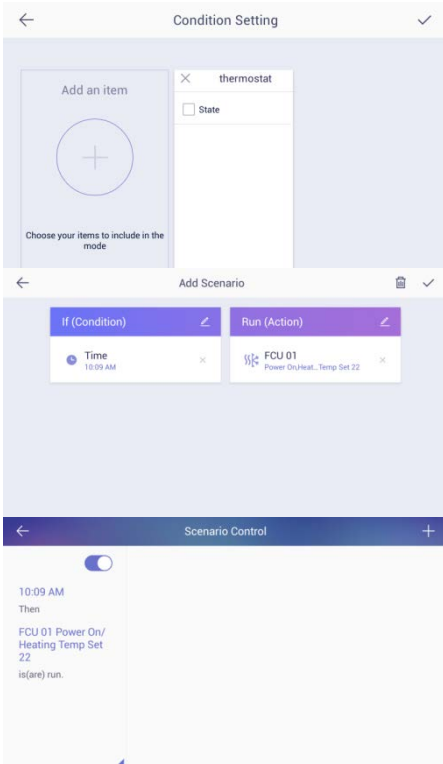 Condition Setting
Add an item
Choose your items to include in the
mode
thermostat
State
Add Scenario
If (Condition)
Time
10:09 AM
Run (Action)
FCU 01
Power On,Heat.. Temp Set 22
Scenario Control
10:09 AM
Then
FCU 01 Power On/
Heating Temp Set
22
is(are) run.